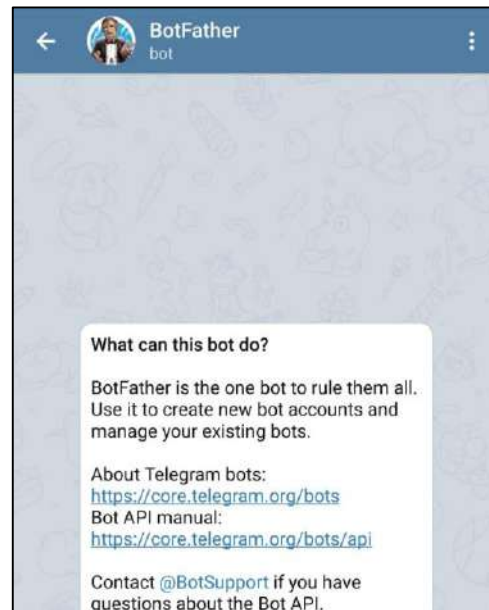 BotFather
bot
What can this bot do?
BotFather is the one bot to rule them all.
Use it to create new bot accounts and
manage your existing bots.
About Telegram bots:
https://core.telegram.org/bots
Bot API manual:
https://core.telegram.org/bots/api
Contact @BotSupport if you have
questions about the Bot API.